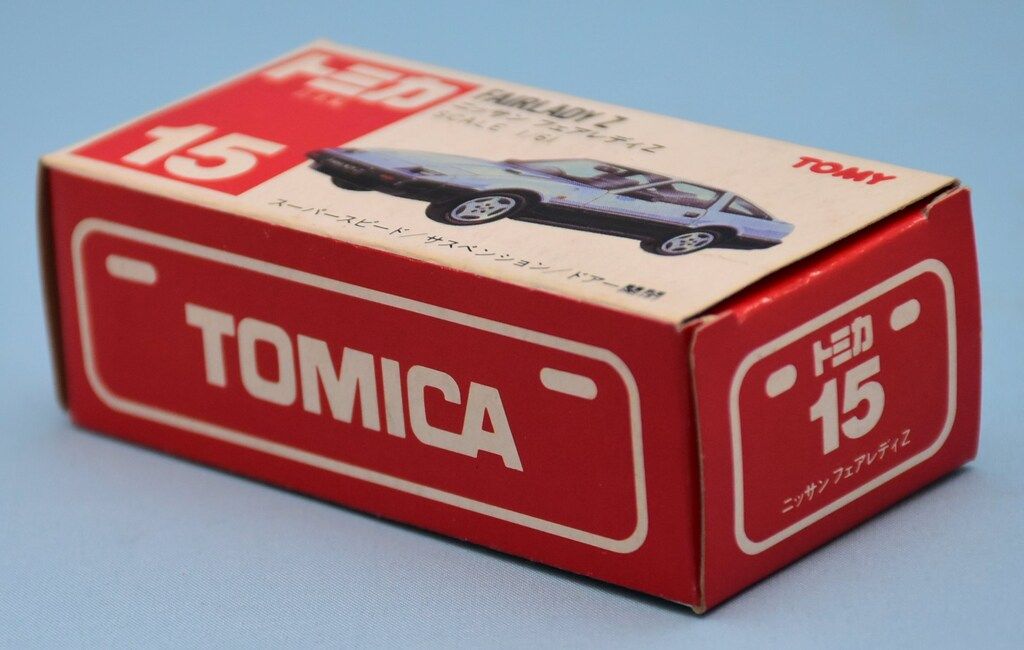 トミカ
15
FAIRLADY Z
ニッサン フェアレディZ
SCALE 1/61
TOMY
スーパースピード/サスペンション/ドアー開閉
TOMICA
トミカ
15
ニッサン フェアレディZ